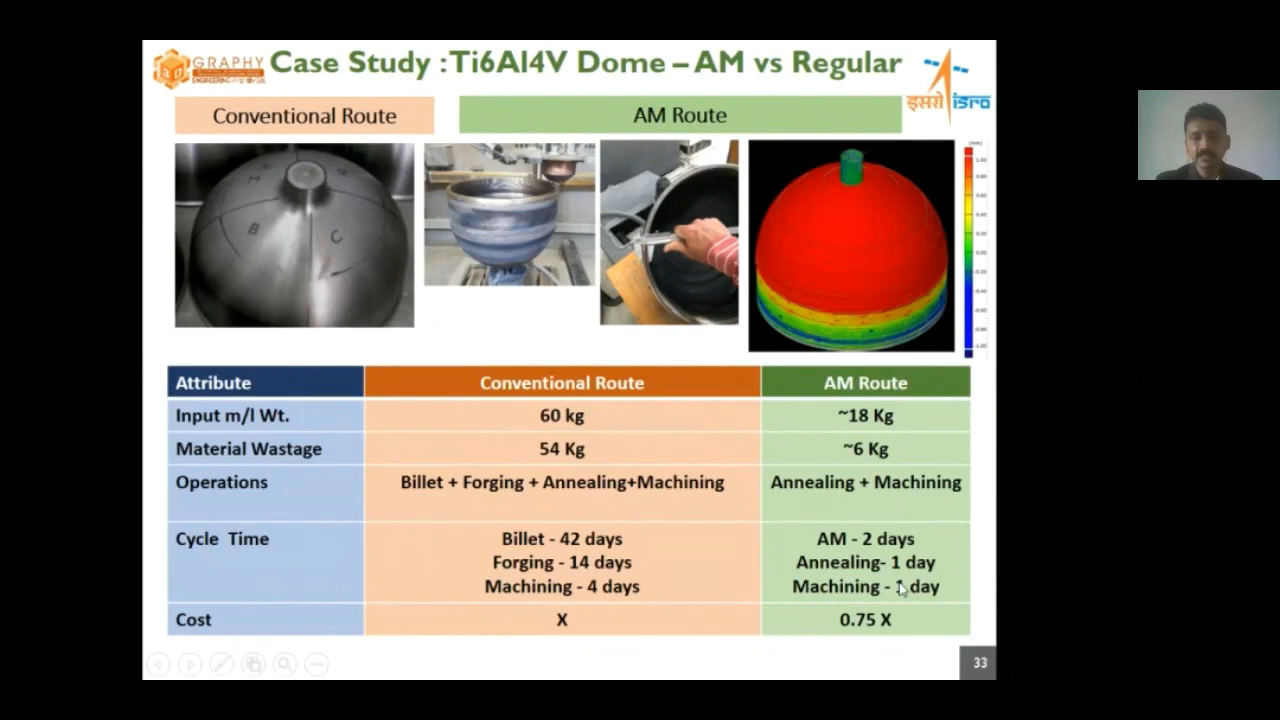 GRAPHY
Case Study : Ti6Al4V Dome – AM vs Regular
इसरो isro
Conventional Route
AM Route
B
C
Attribute
Conventional Route
AM Route
Input m/l Wt.
60 kg
~18 Kg
Material Wastage
54 Kg
~6 Kg
Operations
Billet + Forging + Annealing+Machining
Annealing + Machining
Cycle Time
Billet - 42 days
Forging - 14 days
Machining - 4 days
AM - 2 days
Annealing- 1 day
Machining - 1 day
Cost
X
0.75 X
33